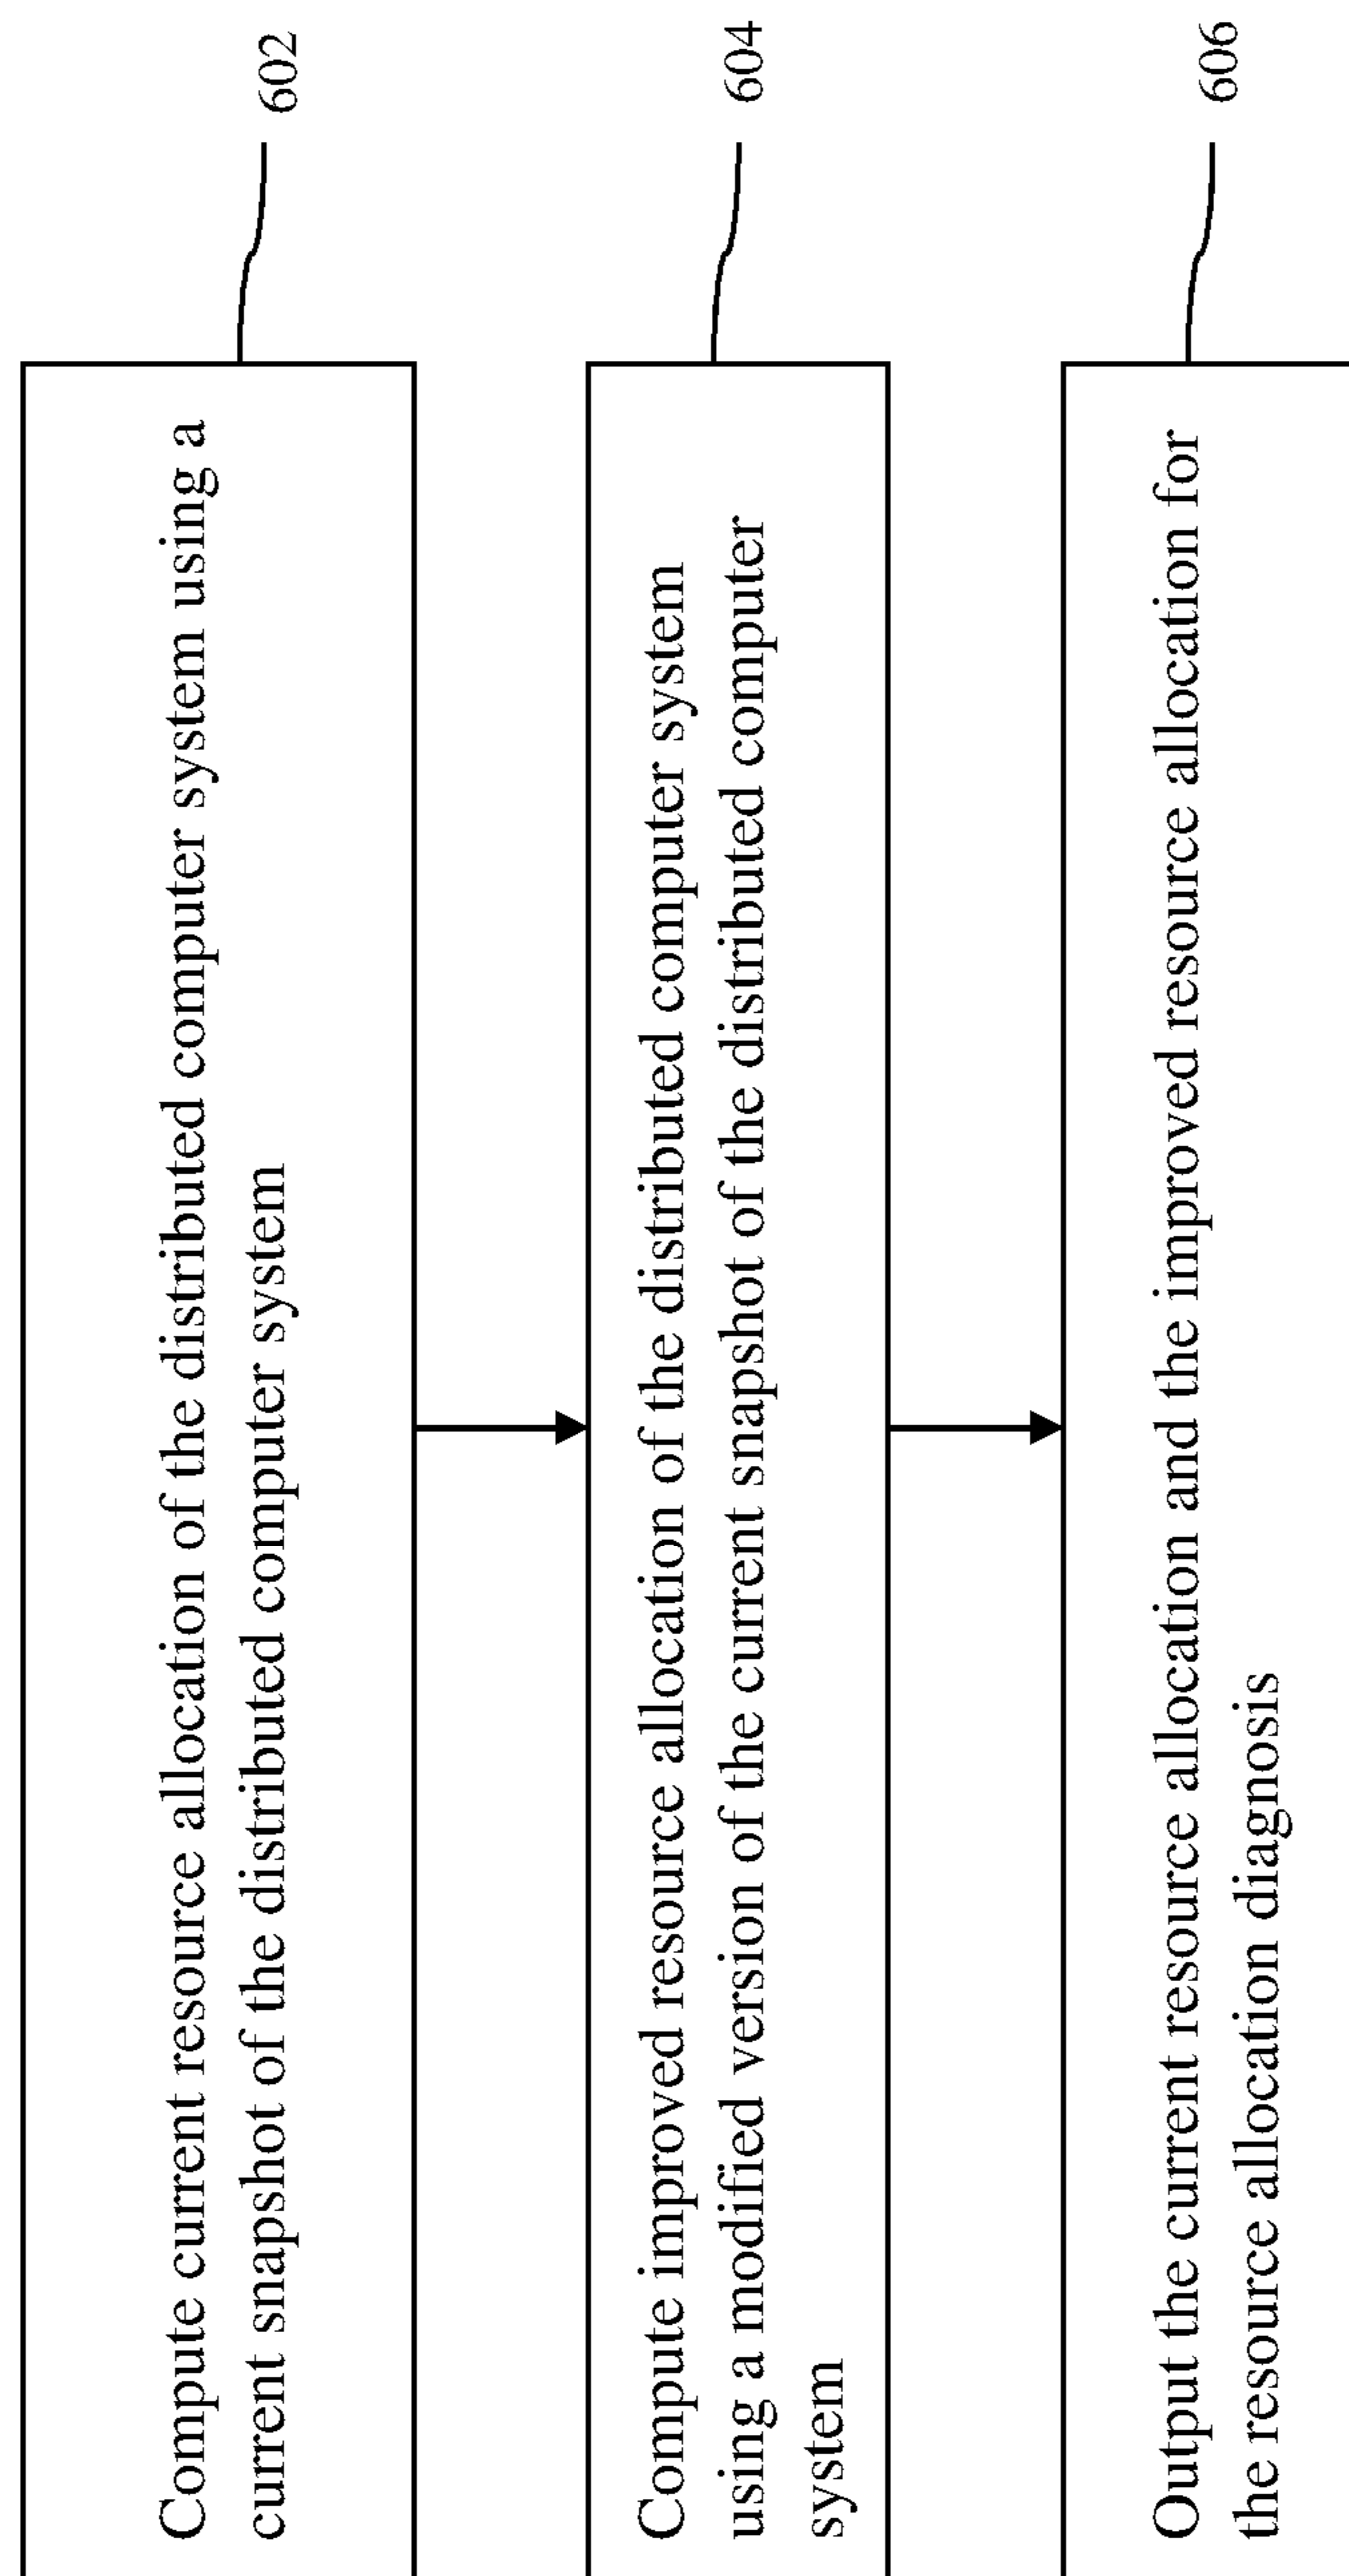 Compute current resource allocation of the distributed computer system using a
current snapshot of the distributed computer system
602
Compute improved resource allocation of the distributed computer system
using a modified version of the current snapshot of the distributed computer
system
604
Output the current resource allocation and the improved resource allocation for
the resource allocation diagnosis
606